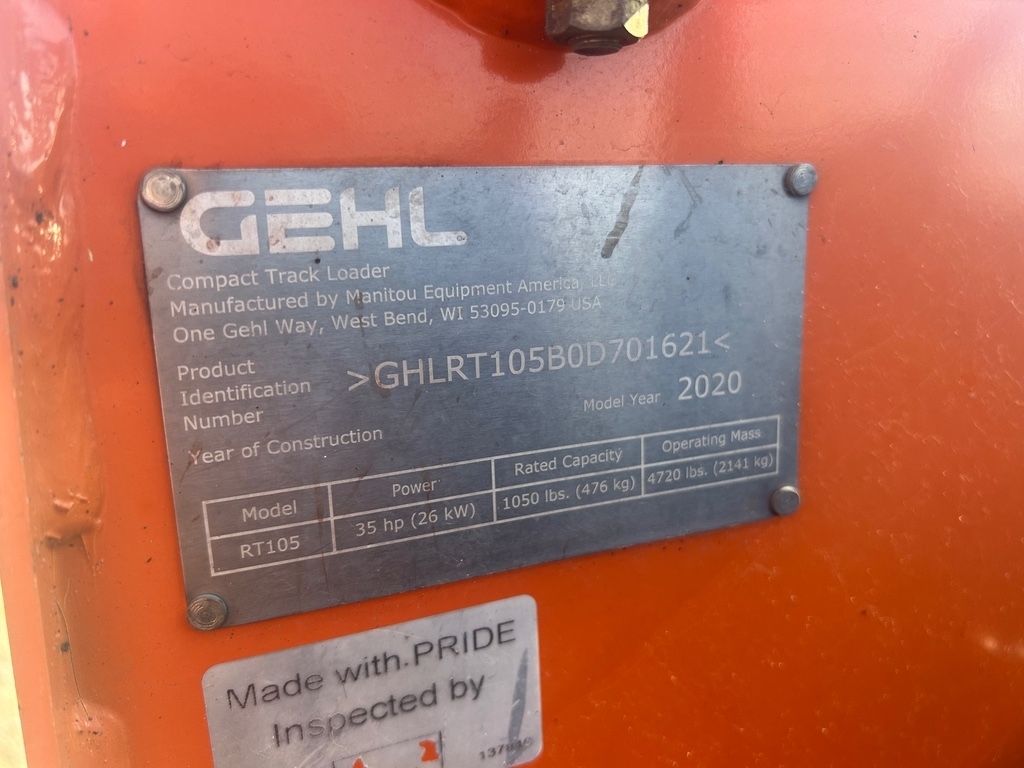 GEHL
Compact Track Loader
Manufactured by Manitou Equipment America, LLC
One Gehl Way, West Bend, WI 53095-0179 USA
Product
Identification
Number
>GHLRT105B0D701621<
Model Year 2020
Year of Construction
Model Power Rated Capacity Operating Mass
RT105 35 hp (26 kW) 1050 lbs. (476 kg) 4720 lbs. (2141 kg)
Made with PRIDE
Inspected by